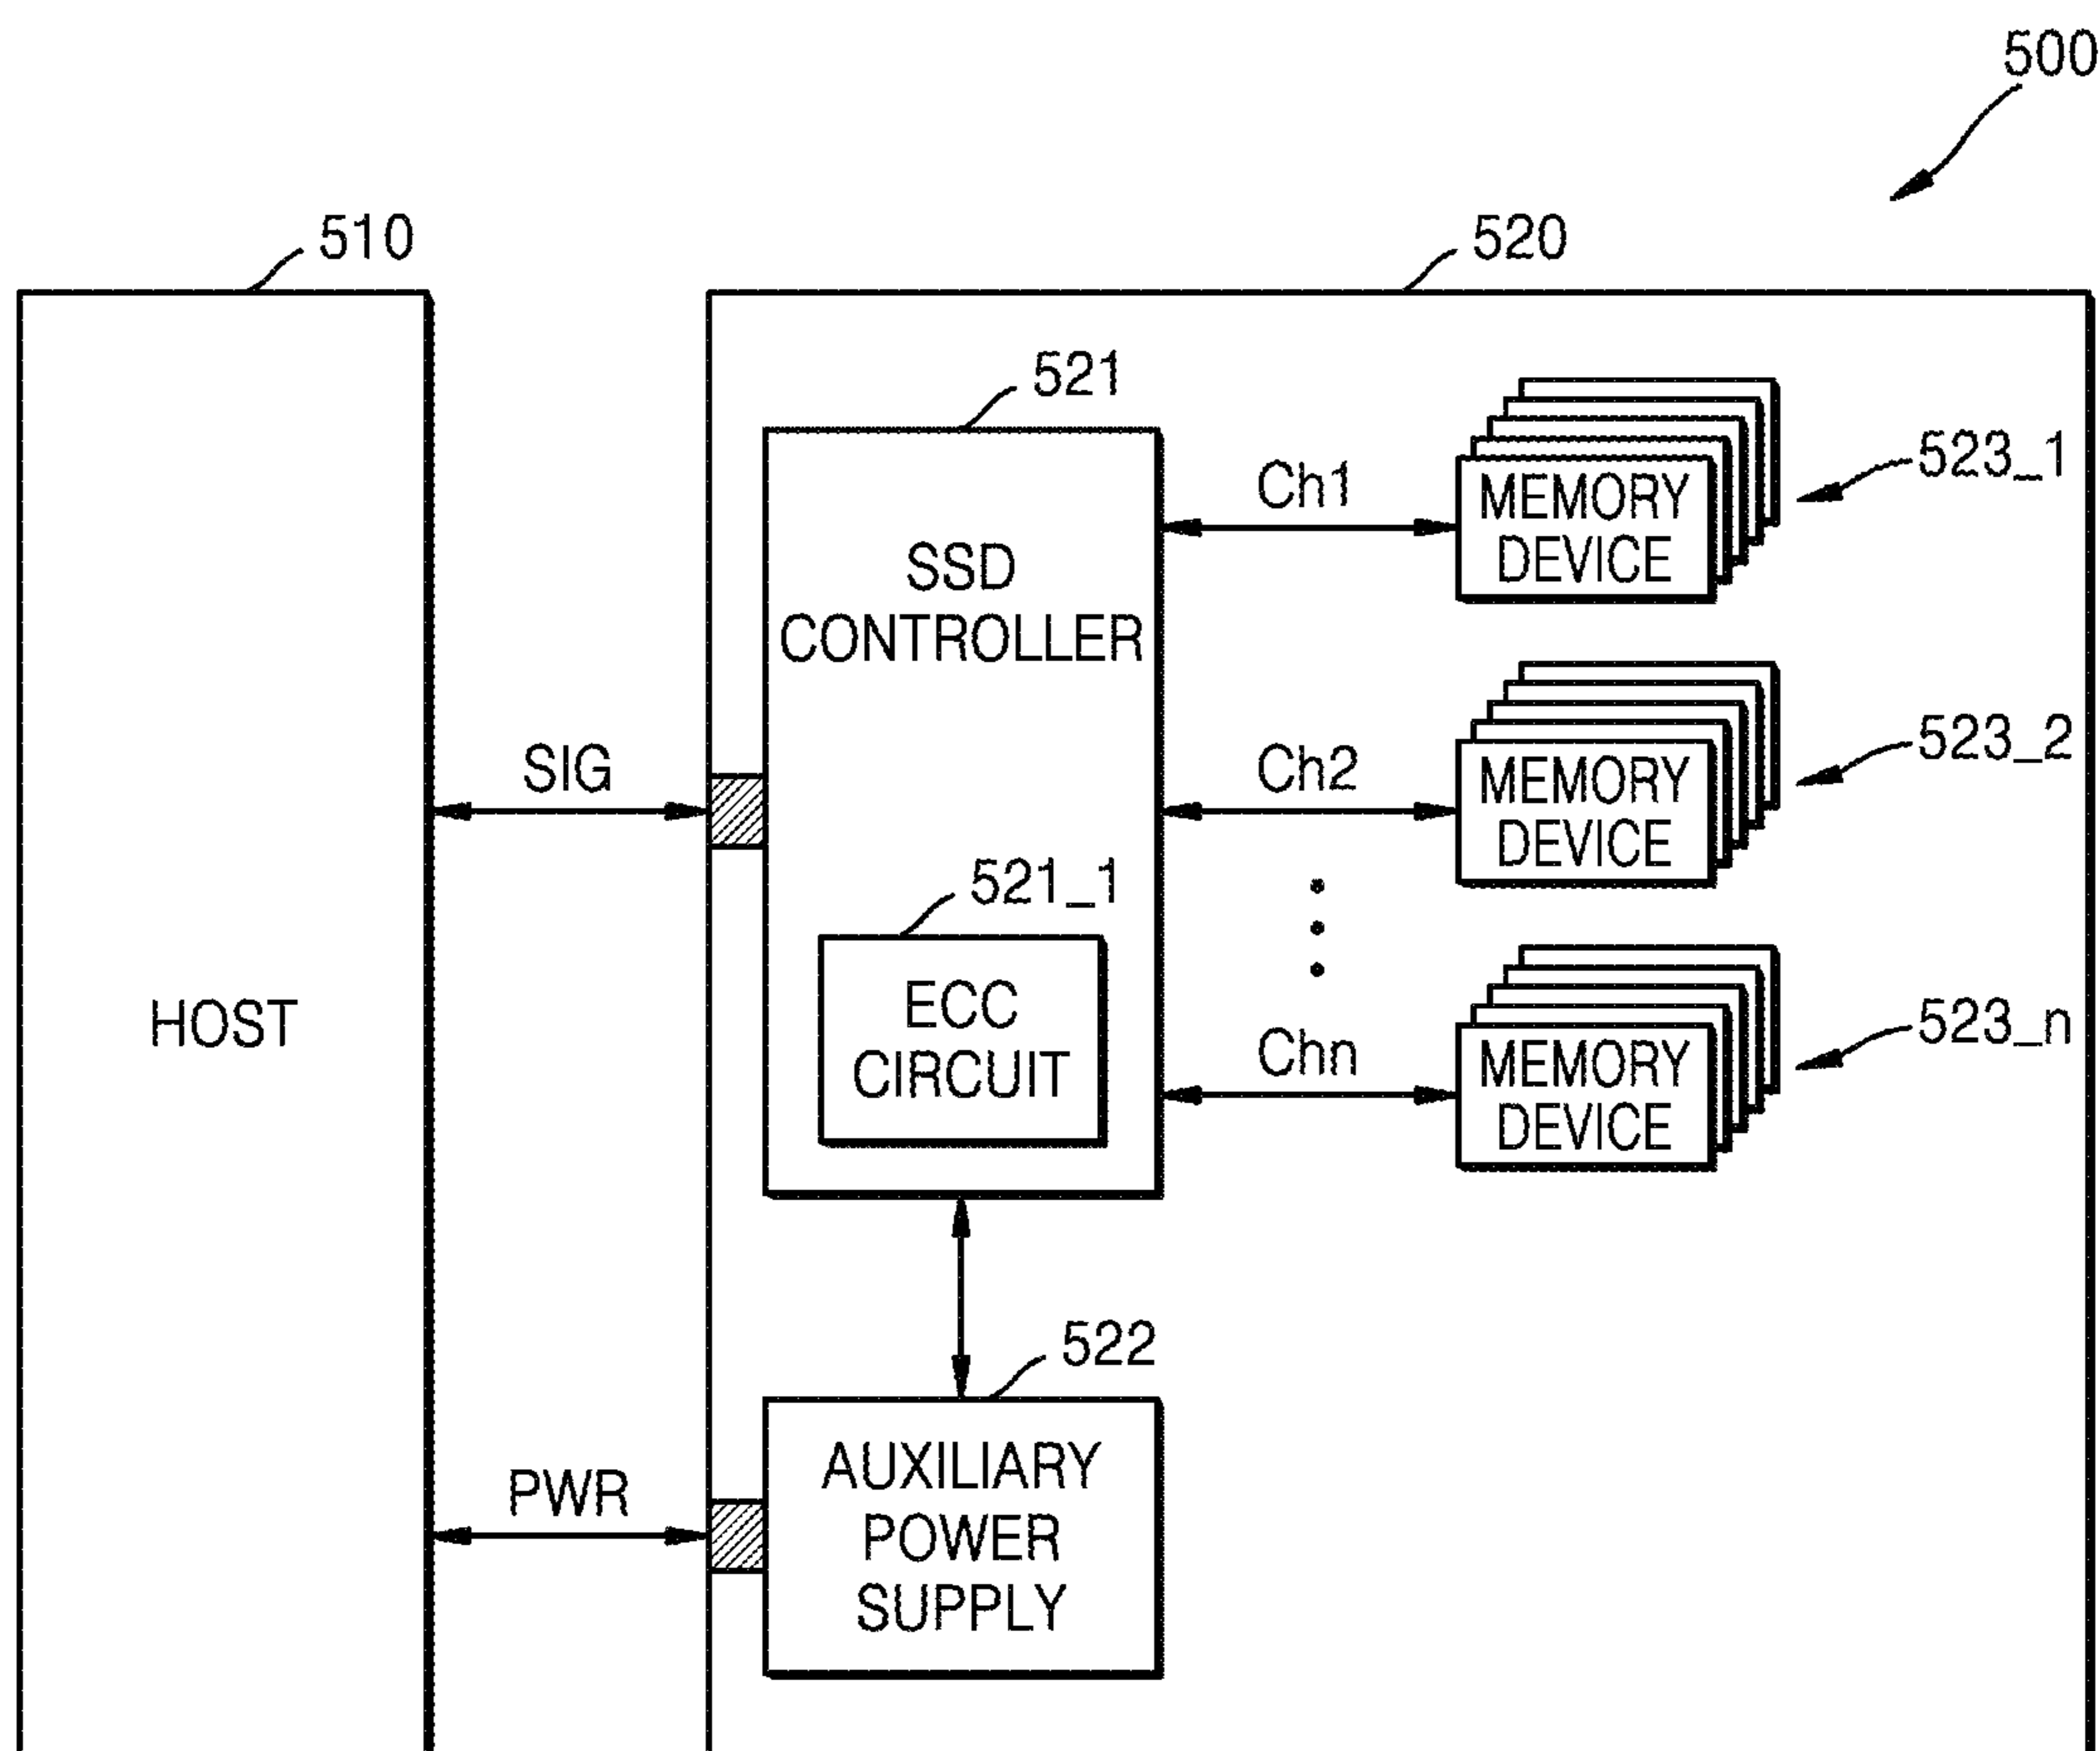 500
510
520
521
Ch1
MEMORY
DEVICE
523_1
SSD
CONTROLLER
SIG
Ch2
MEMORY
DEVICE
523_2
521_1
ECC
CIRCUIT
HOST
Chn
MEMORY
DEVICE
523_n
522
PWR
AUXILIARY
POWER
SUPPLY